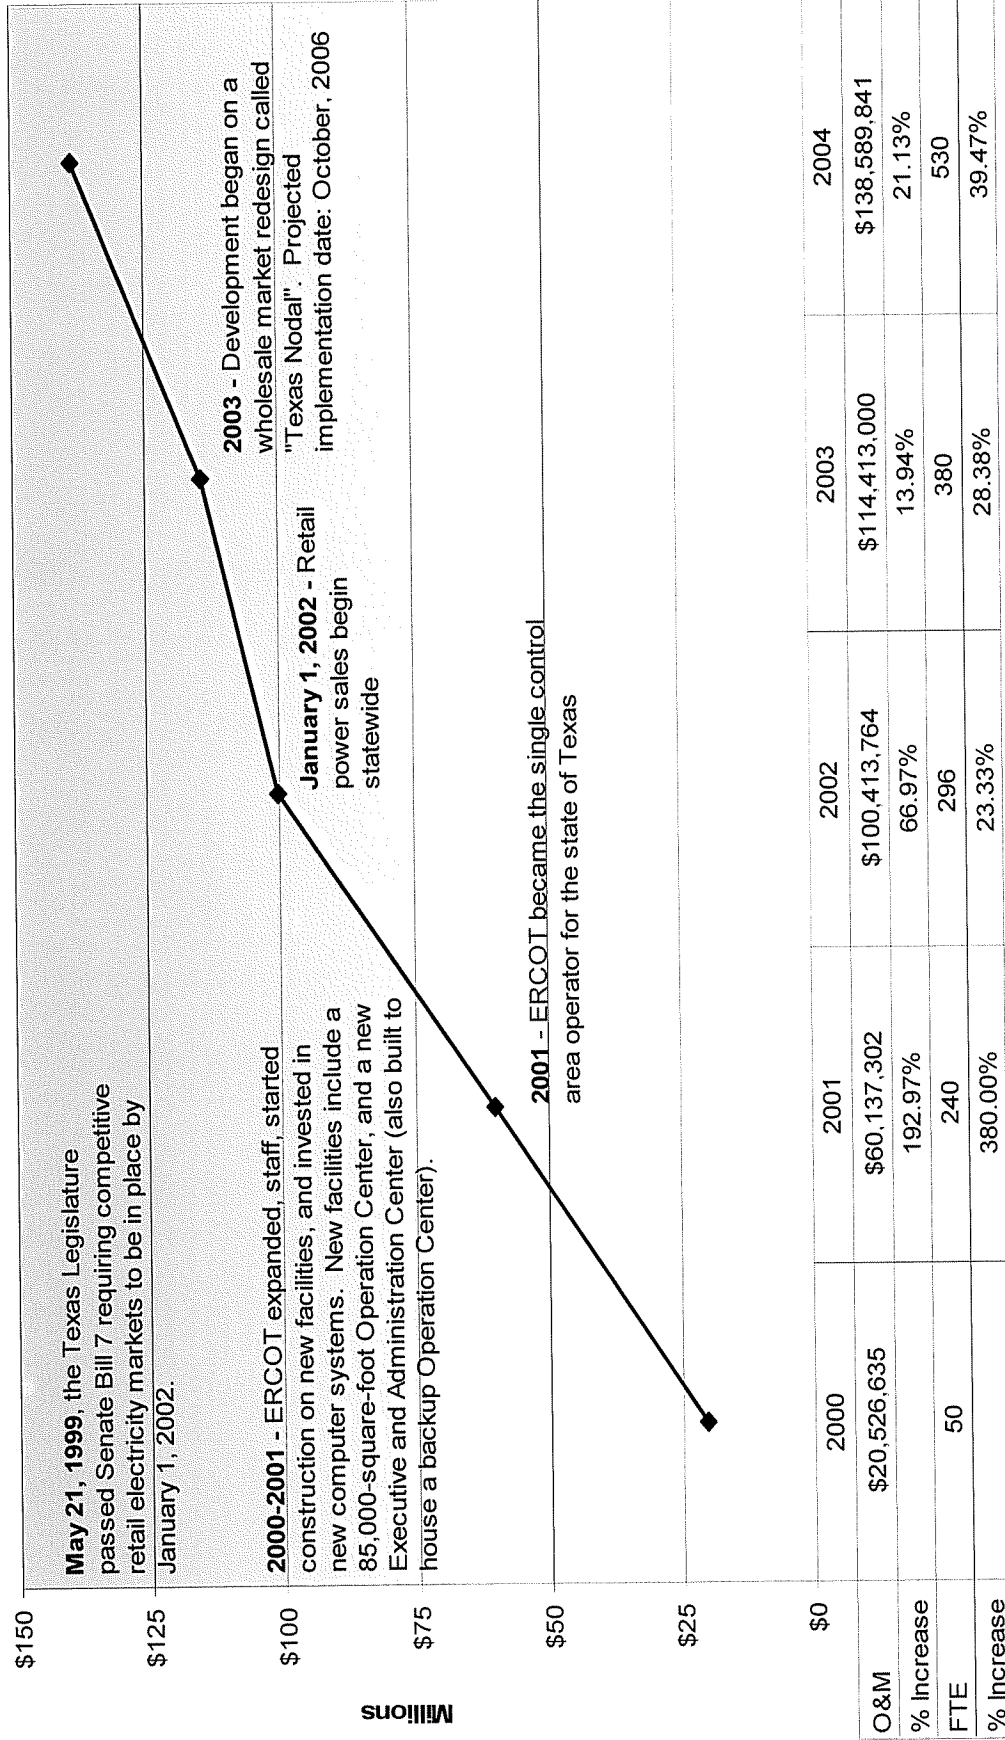 $150
$125
$100
$75
$50
$25
$0
Millions
May 21, 1999, the Texas Legislature
passed Senate Bill 7 requiring competitive
retail electricity markets to be in place by
January 1, 2002.
2000-2001 - ERCOT expanded, staff, started
construction on new facilities, and invested in
new computer systems. New facilities include a
85,000-square-foot Operation Center, and a new
Executive and Administration Center (also built to
house a backup Operation Center).
2001 - ERCOT became the single control
area operator for the state of Texas
January 1, 2002 - Retail
power sales begin
statewide
2003 - Development began on a
wholesale market redesign called
"Texas Nodal". Projected
implementation date: October, 2006
2000 2001 2002 2003 2004
O&M $20,526,635 $60,137,302 $100,413,764 $114,413,000 $138,589,841
% Increase 192.97% 66.97% 13.94% 21.13%
FTE 50 240 296 380 530
% Increase 380.00% 23.33% 28.38% 39.47%